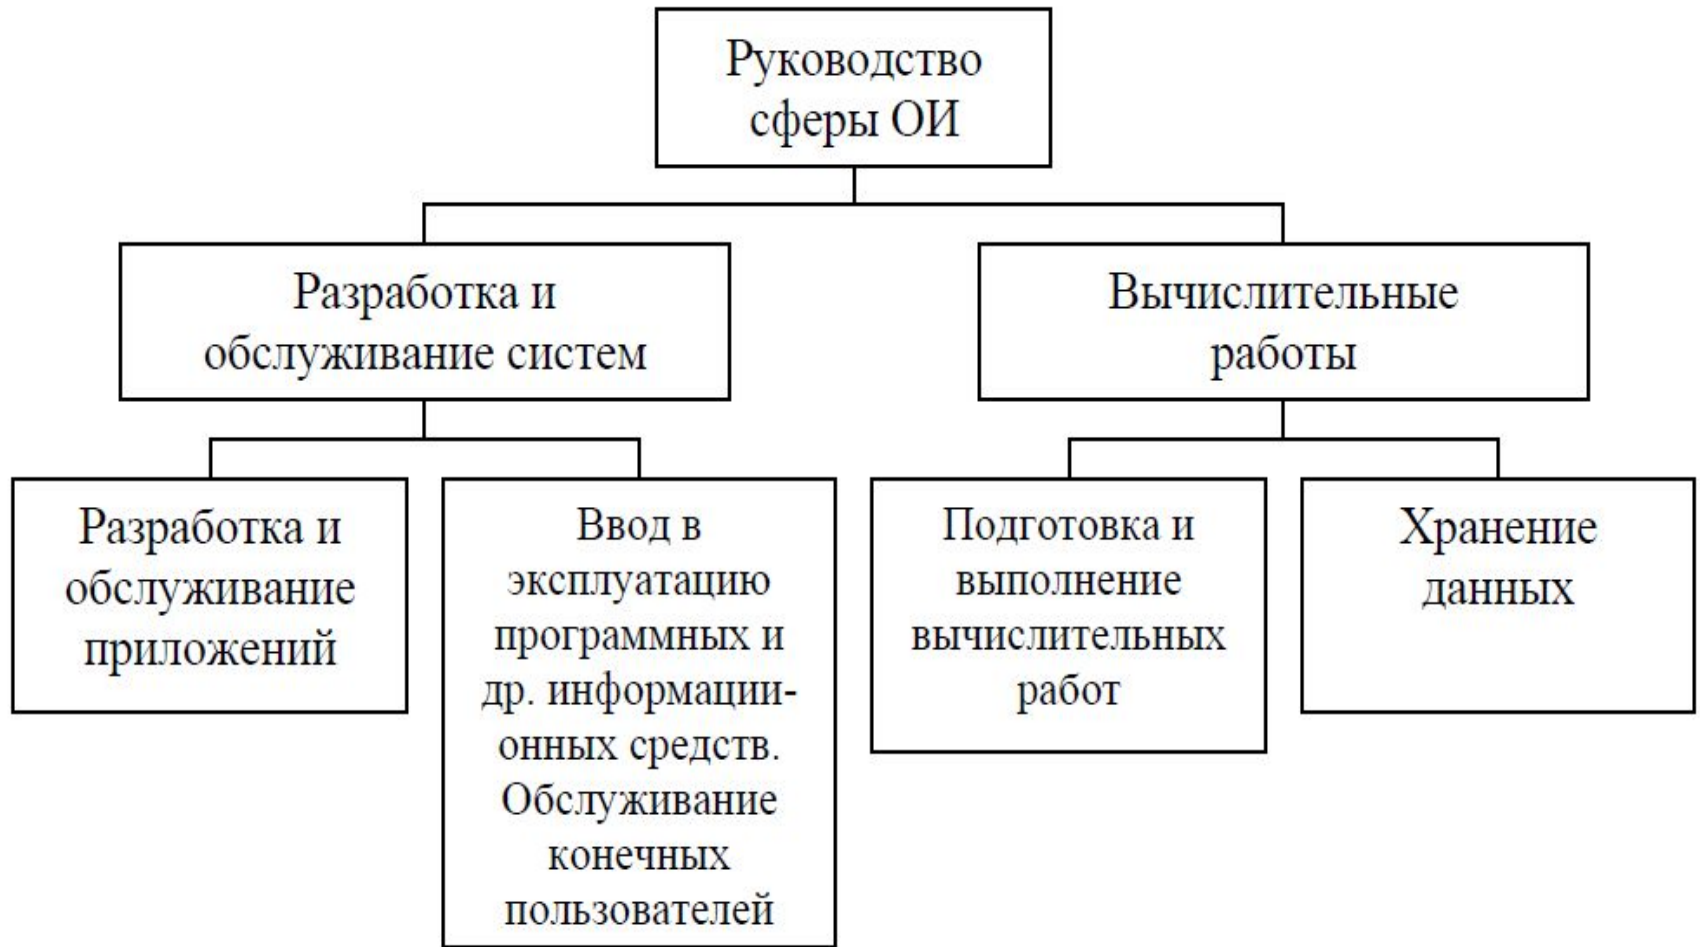 Руководство
сферы ОИ
Разработка и
обслуживание систем
Вычислительные
работы
Разработка и
обслуживание
приложений
Ввод в
эксплуатацию
программных и
др. информации-
онных средств.
Обслуживание
конечных
пользователей
Подготовка и
выполнение
вычислительных
работ
Хранение
данных